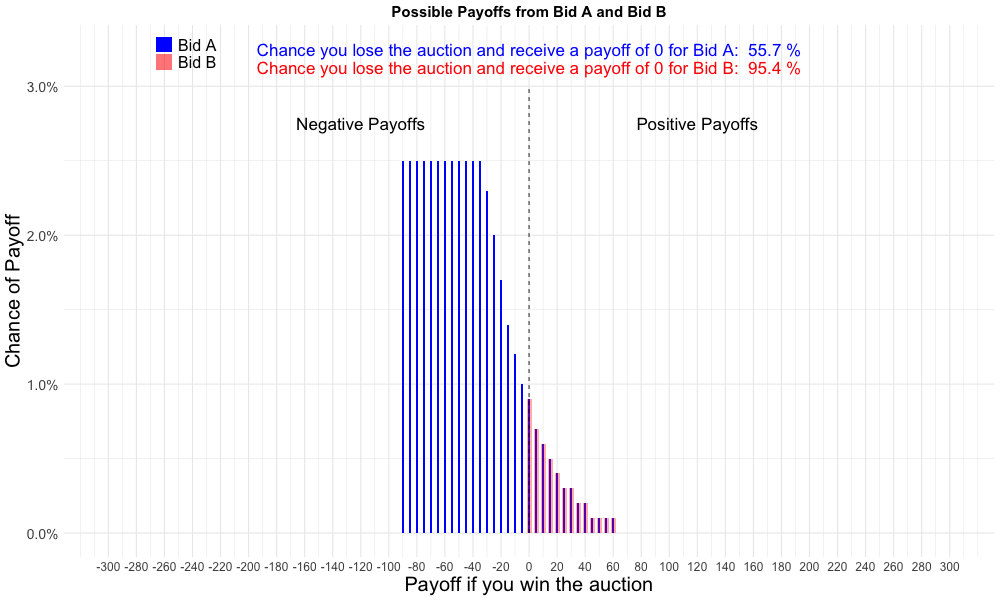 Possible Payoffs from Bid A and Bid B
Bid A
Bid B
Chance you lose the auction and receive a payoff of 0 for Bid A: 55.7 %
Chance you lose the auction and receive a payoff of 0 for Bid B: 95.4 %
Negative Payoffs
Positive Payoffs
Chance of Payoff
3.0%
2.0%
1.0%
0.0%
-300 -280 -260 -240 -220 -200 -180 -160 -140 -120 -100 -80 -60 -40 -20 0 20 40 60 80 100 120 140 160 180 200 220 240 260 280 300
Payoff if you win the auction